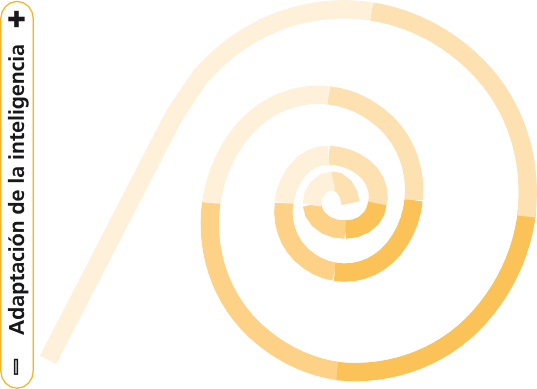 – Adaptación de la inteligencia +